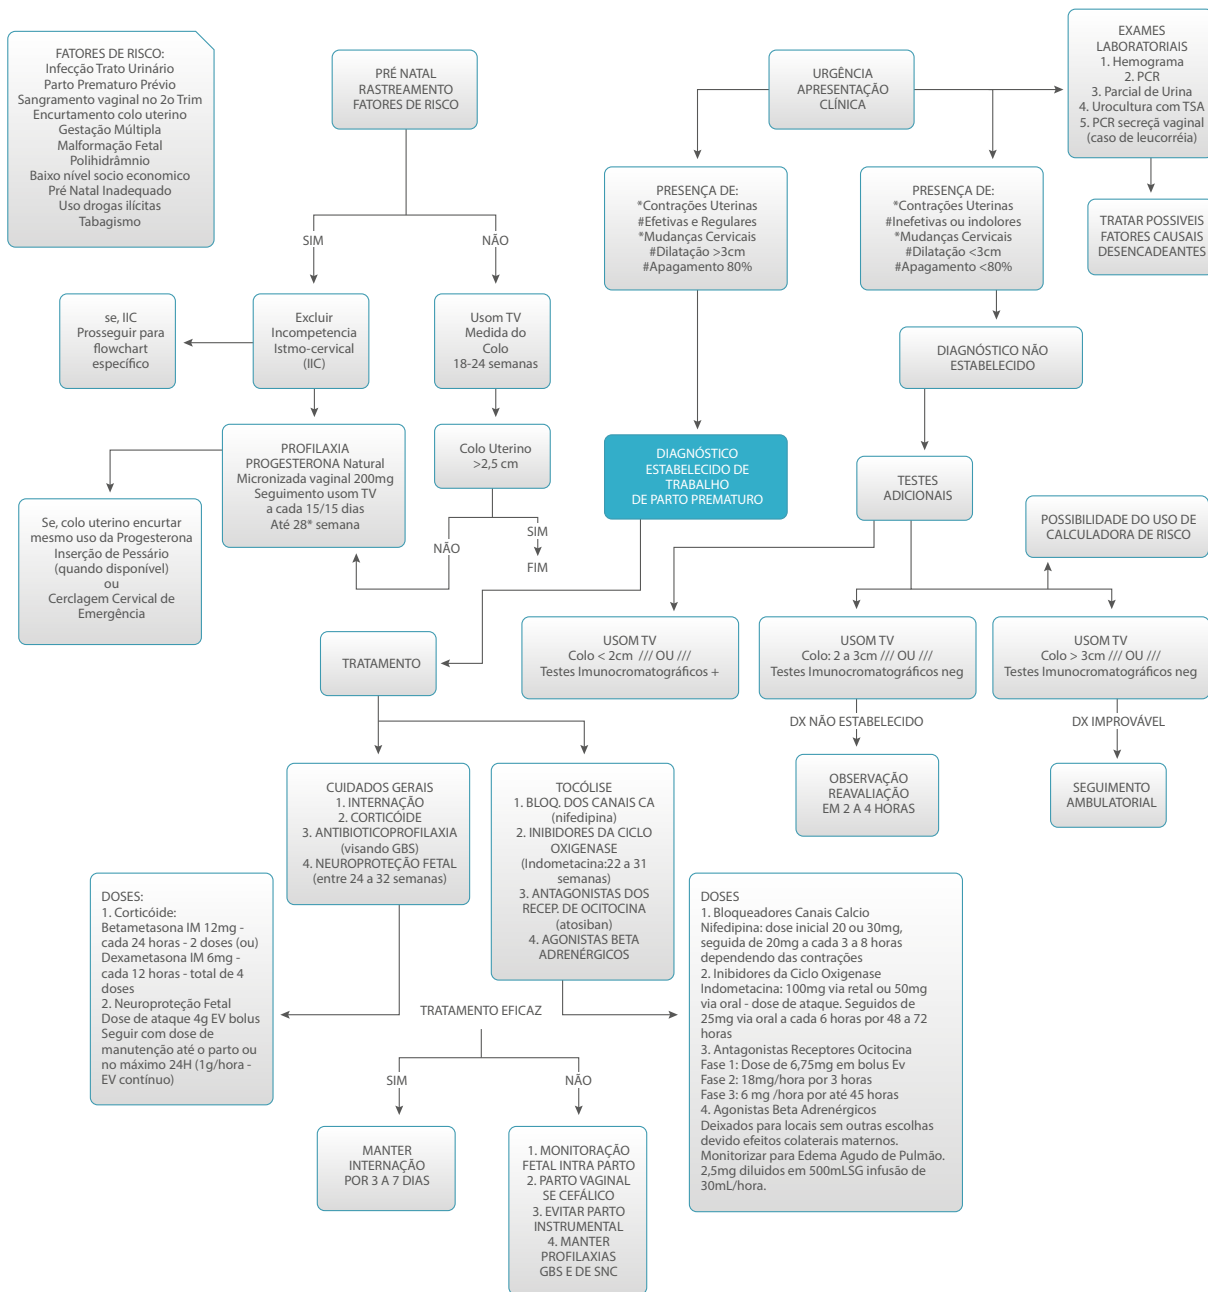 FATORES DE RISCO:
Infecção Trato Urinário
Parto Prematuro Prévio
Sangramento vaginal no 2o Trim
Encurtamento colo uterino
Gestação Múltipla
Malformação Fetal
Polihidrâmnio
Baixo nível socio economico
Pré Natal Inadequado
Uso drogas ilícitas
Tabagismo
PRÉ NATAL
RASTREAMENTO
FATORES DE RISCO
URGÊNCIA
APRESENTAÇÃO
CLÍNICA
EXAMES
LABORATORIAIS
1. Hemograma
2. PCR
3. Parcial de Urina
4. Urocultura com TSA
5. PCR secreçã vaginal
(caso de leucorréia)
TRATAR POSSIVEIS
FATORES CAUSAIS
DESENCADEANTES
PRESENÇA DE:
*Contrações Uterinas
#Efetivas e Regulares
*Mudanças Cervicais
#Dilatação >3cm
#Apagamento 80%
PRESENÇA DE:
*Contrações Uterinas
#Inefetivas ou indolores
*Mudanças Cervicais
#Dilatação <3cm
#Apagamento <80%
SIM
NÃO
se, IIC
Prosseguir para
flowchart
específico
Excluir
Incompetencia
Istmo-cervical
(IIC)
Usom TV
Medida do
Colo
18-24 semanas
DIAGNÓSTICO NÃO
ESTABELECIDO
PROFILAXIA
PROGESTERONA Natural
Micronizada vaginal 200mg
Seguimento usom TV
a cada 15/15 dias
Até 28* semana
Colo Uterino
>2,5 cm
DIAGNÓSTICO
ESTABELECIDO DE
TRABALHO
DE PARTO PREMATURO
TESTES
ADICIONAIS
Se, colo uterino encurtar
mesmo uso da Progesterona
Inserção de Pessário
(quando disponível)
ou
Cerclagem Cervical de
Emergência
NÃO
SIM
FIM
POSSIBILIDADE DO USO DE
CALCULADORA DE RISCO
TRATAMENTO
USOM TV
Colo < 2cm /// OU ///
Testes Imunocromatográficos +
USOM TV
Colo: 2 a 3cm /// OU ///
Testes Imunocromatográficos neg
USOM TV
Colo > 3cm /// OU ///
Testes Imunocromatográficos neg
DX NÃO ESTABELECIDO
DX IMPROVÁVEL
OBSERVAÇÃO
REAVALIAÇÃO
EM 2 A 4 HORAS
SEGUIMENTO
AMBULATORIAL
CUIDADOS GERAIS
1. INTERNAÇÃO
2. CORTICÓIDE
3. ANTIBIOTICOPROFILAXIA
(visando GBS)
4. NEUROPROTEÇÃO FETAL
(entre 24 a 32 semanas)
TOCÓLISE
1. BLOQ. DOS CANAIS CA
(nifedipina)
2. INIBIDORES DA CICLO
OXIGENASE
(Indometacina:22 a 31
semanas)
3. ANTAGONISTAS DOS
RECEP. DE OCITOCINA
(atosiban)
4. AGONISTAS BETA
ADRENÉRGICOS
DOSES:
1. Corticóide:
Betametasona IM 12mg -
cada 24 horas - 2 doses (ou)
Dexametasona IM 6mg -
cada 12 horas - total de 4
doses
2. Neuroproteção Fetal
Dose de ataque 4g EV bolus
Seguir com dose de
manutenção até o parto ou
no máximo 24H (1g/hora -
EV contínuo)
DOSES
1. Bloqueadores Canais Calcio
Nifedipina: dose inicial 20 ou 30mg,
seguida de 20mg a cada 3 a 8 horas
dependendo das contrações
2. Inibidores da Ciclo Oxigenase
Indometacina: 100mg via retal ou 50mg
via oral - dose de ataque. Seguidos de
25mg via oral a cada 6 horas por 48 a 72
horas
3. Antagonistas Receptores Ocitocina
Fase 1: Dose de 6,75mg em bolus Ev
Fase 2: 18mg/hora por 3 horas
Fase 3: 6 mg /hora por até 45 horas
4. Agonistas Beta Adrenérgicos
Deixados para locais sem outras escolhas
devido efeitos colaterais maternos.
Monitorizar para Edema Agudo de Pulmão.
2,5mg diluidos em 500mLSG infusão de
30mL/hora.
TRATAMENTO EFICAZ
SIM
NÃO
MANTER
INTERNAÇÃO
POR 3 A 7 DIAS
1. MONITORAÇÃO
FETAL INTRA PARTO
2. PARTO VAGINAL
SE CEFÁLICO
3. EVITAR PARTO
INSTRUMENTAL
4. MANTER
PROFILAXIAS
GBS E DE SNC